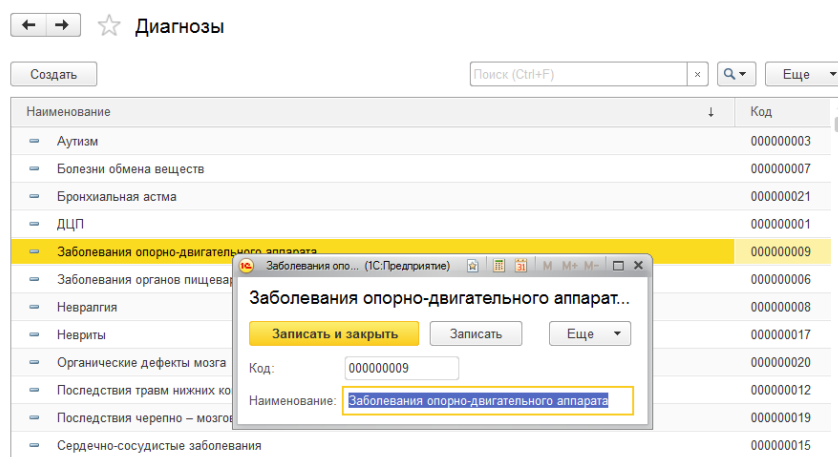 Диагнозы
Создать Поиск (Ctrl+F) × Еще
Наименование ↓ Код
Аутизм 000000003
Болезни обмена веществ 000000007
Бронхиальная астма 000000021
ДЦП 000000001
Заболевания опорно-двигательного аппарата 000000009
Заболевания органов пищевар 000000006
Невралгия 000000008
Невриты 000000017
Органические дефекты мозга 000000020
Последствия травм нижних ко 000000012
Последствия черепно – мозгов 000000019
Сердечно-сосудистые заболевания 000000015
1С Заболевания опо... (1С:Предприятие) 31 M M+ M-
Заболевания опорно-двигательного аппарат...
Записать и закрыть Записать Еще
Код: 000000009
Наименование: Заболевания опорно-двигательного аппарата